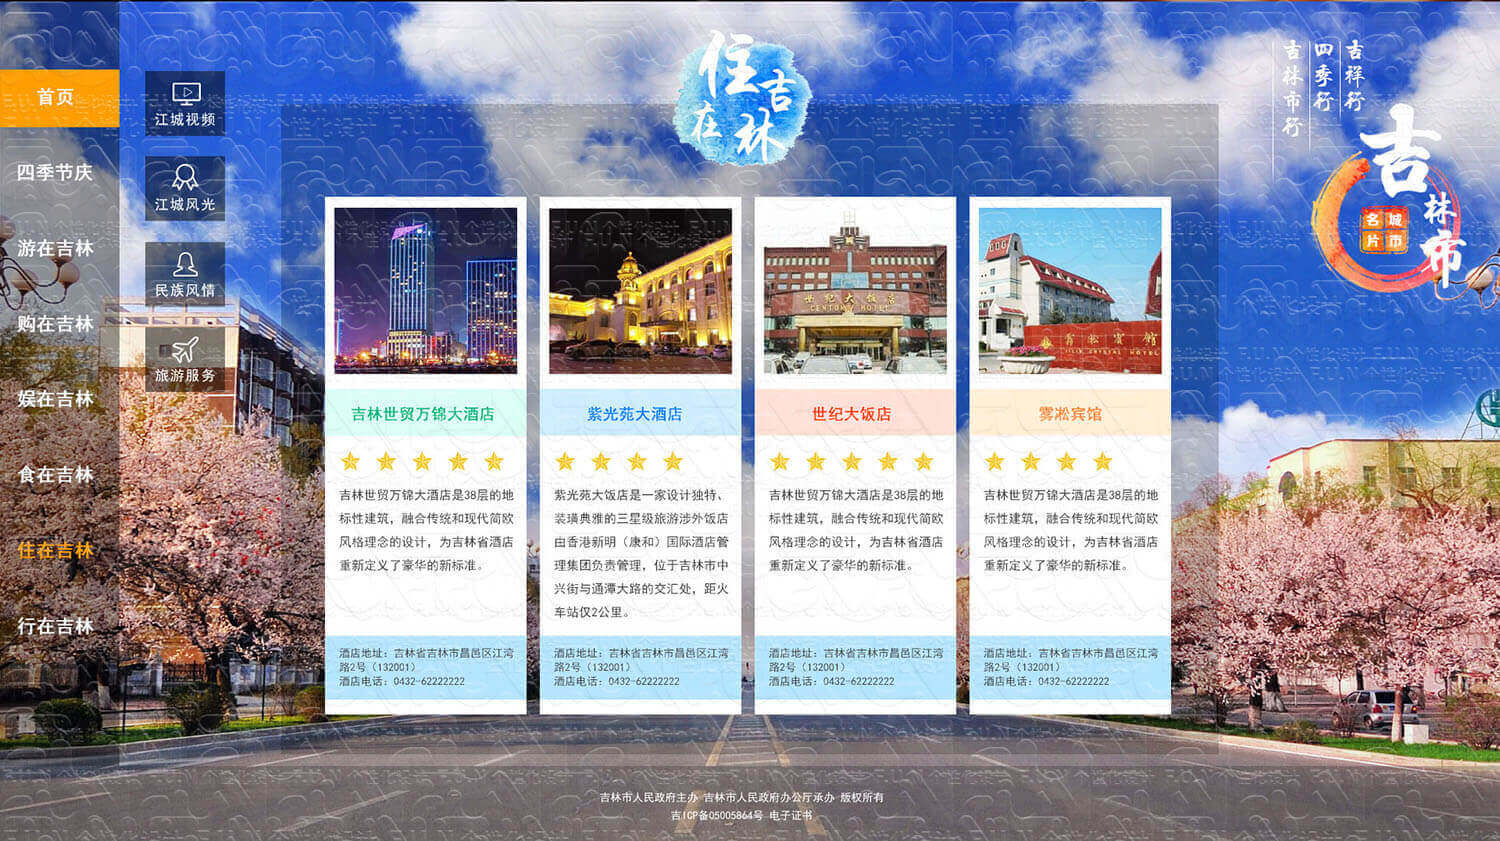 首页
四季节庆
游在吉林
购在吉林
娱在吉林
食在吉林
住在吉林
行在吉林
江城视频
江城风光
民族风情
旅游服务
住在吉林
吉祥行
四季行
吉林市行
吉林市
名城
片市
吉林世贸万锦大酒店
吉林世贸万锦大酒店是38层的地
标性建筑，融合传统和现代简欧
风格理念的设计，为吉林省酒店
重新定义了豪华的新标准。
酒店地址：吉林省吉林市昌邑区江湾
路2号（132001）
酒店电话：0432-62222222
紫光苑大酒店
紫光苑大饭店是一家设计独特、
装璜典雅的三星级旅游涉外饭店
由香港新明（康和）国际酒店管
理集团负责管理，位于吉林市中
兴街与通潭大路的交汇处，距火
车站仅2公里。
酒店地址：吉林省吉林市昌邑区江湾
路2号（132001）
酒店电话：0432-62222222
世纪大饭店
CENTURY HOTEL
世纪大饭店
吉林世贸万锦大酒店是38层的地
标性建筑，融合传统和现代简欧
风格理念的设计，为吉林省酒店
重新定义了豪华的新标准。
酒店地址：吉林省吉林市昌邑区江湾
路2号（132001）
酒店电话：0432-62222222
雾凇宾馆
吉林世贸万锦大酒店是38层的地
标性建筑，融合传统和现代简欧
风格理念的设计，为吉林省酒店
重新定义了豪华的新标准。
酒店地址：吉林省吉林市昌邑区江湾
路2号（132001）
酒店电话：0432-62222222
吉林市人民政府主办 吉林市人民政府办公厅承办 版权所有
吉ICP备05005864号 电子证书